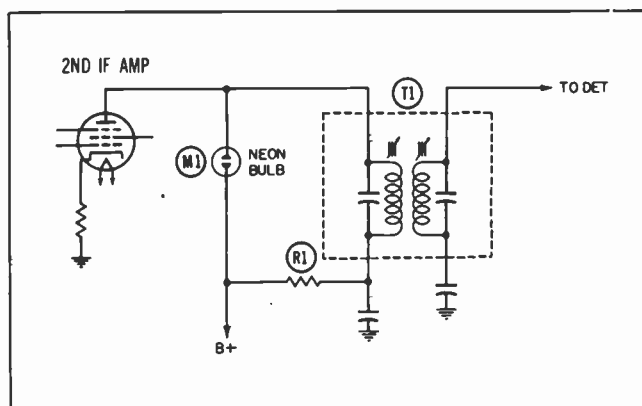 2ND IF AMP
T1
TO DET
M1
NEON
BULB
R1
B+